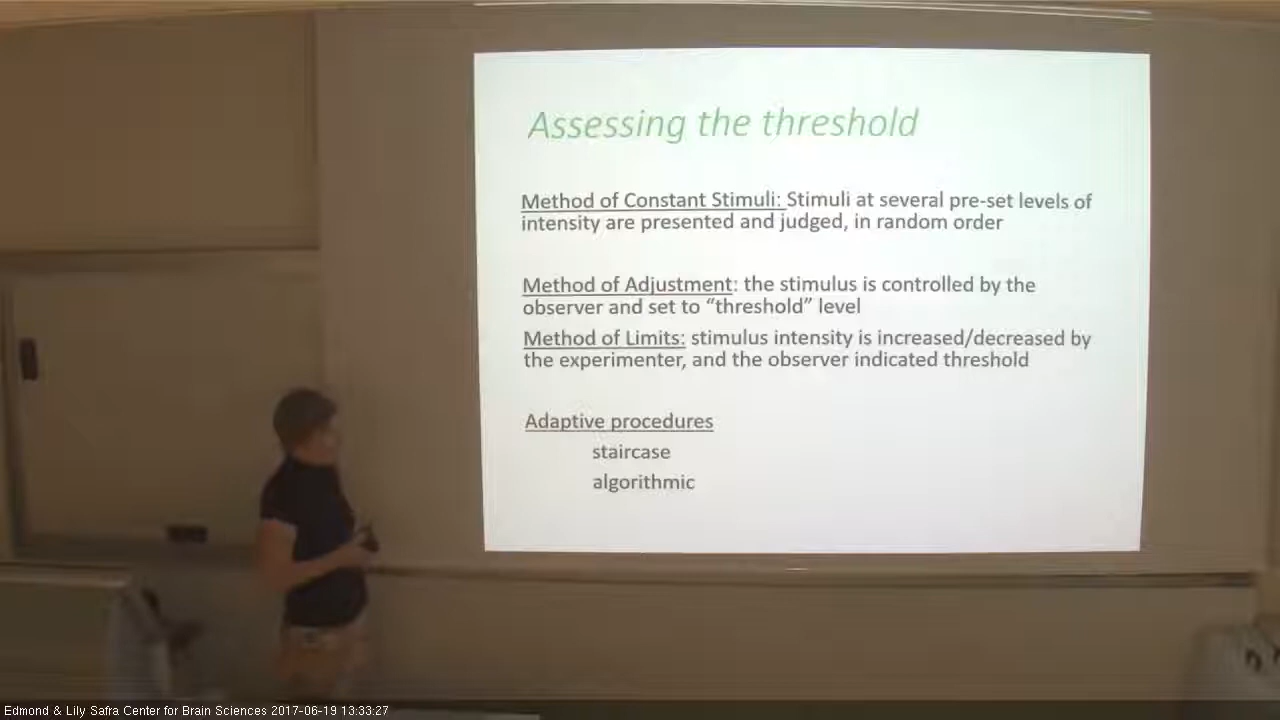 Assessing the threshold
Method of Constant Stimuli: Stimuli at several pre-set levels of
intensity are presented and judged, in random order
Method of Adjustment: the stimulus is controlled by the
observer and set to “threshold” level
Method of Limits: stimulus intensity is increased/decreased by
the experimenter, and the observer indicated threshold
Adaptive procedures
staircase
algorithmic
Edmond & Lily Safra Center for Brain Sciences 2017-06-19 13:33:27